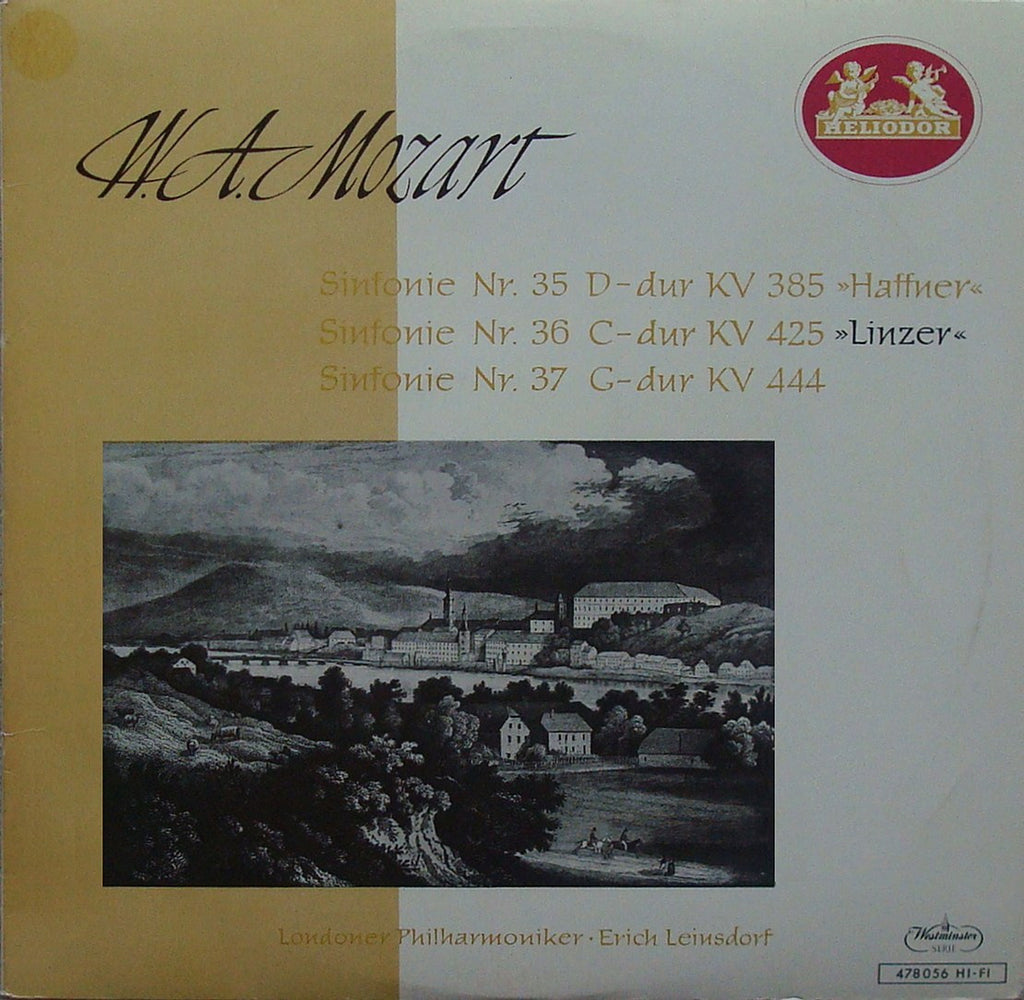 W. A. Mozart
HELIODOR
Sinfonie Nr. 35 D-dur KV 385 »Haffner«
Sinfonie Nr. 36 C-dur KV 425 »Linzer«
Sinfonie Nr. 37 G-dur KV 444
Londoner Philharmoniker · Erich Leinsdorf
Westminster
SERIE
478056 HI-FI